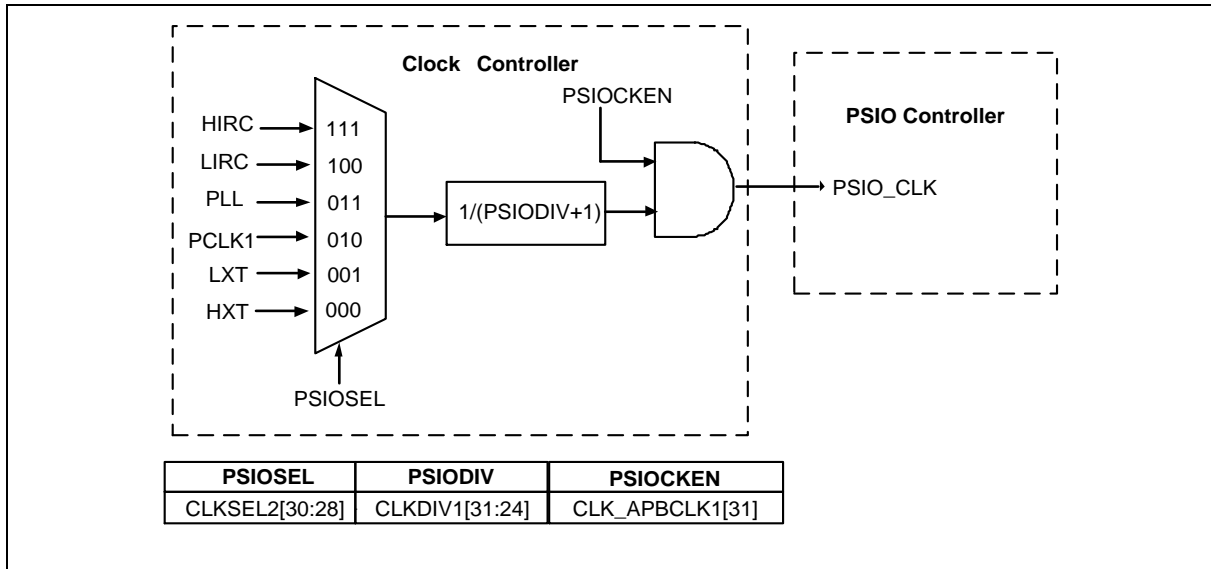 Clock Controller
PSIOCKEN
PSIO Controller
HIRC
111
LIRC
100
PLL
011
PCLK1
010
LXT
001
HXT
000
1/(PSIODIV+1)
PSIO_CLK
PSIOSEL
PSIOSEL PSIODIV PSIOCKEN
CLKSEL2[30:28] CLKDIV1[31:24] CLK_APBCLK1[31]